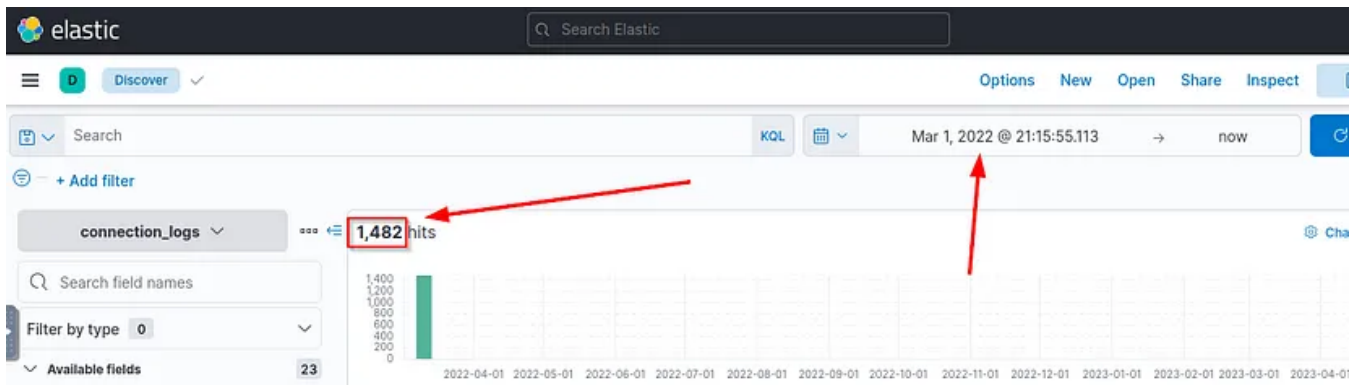 elastic
Search Elastic
D Discover Options New Open Share Inspect
Search KQL Mar 1, 2022 @ 21:15:55.113 → now
+ Add filter
connection_logs 1,482 hits
Search field names
Filter by type 0
Available fields 23
1,400
1,200
1,000
800
600
400
200
0
2022-04-01 2022-05-01 2022-06-01 2022-07-01 2022-08-01 2022-09-01 2022-10-01 2022-11-01 2022-12-01 2023-01-01 2023-02-01 2023-03-01 2023-04-01